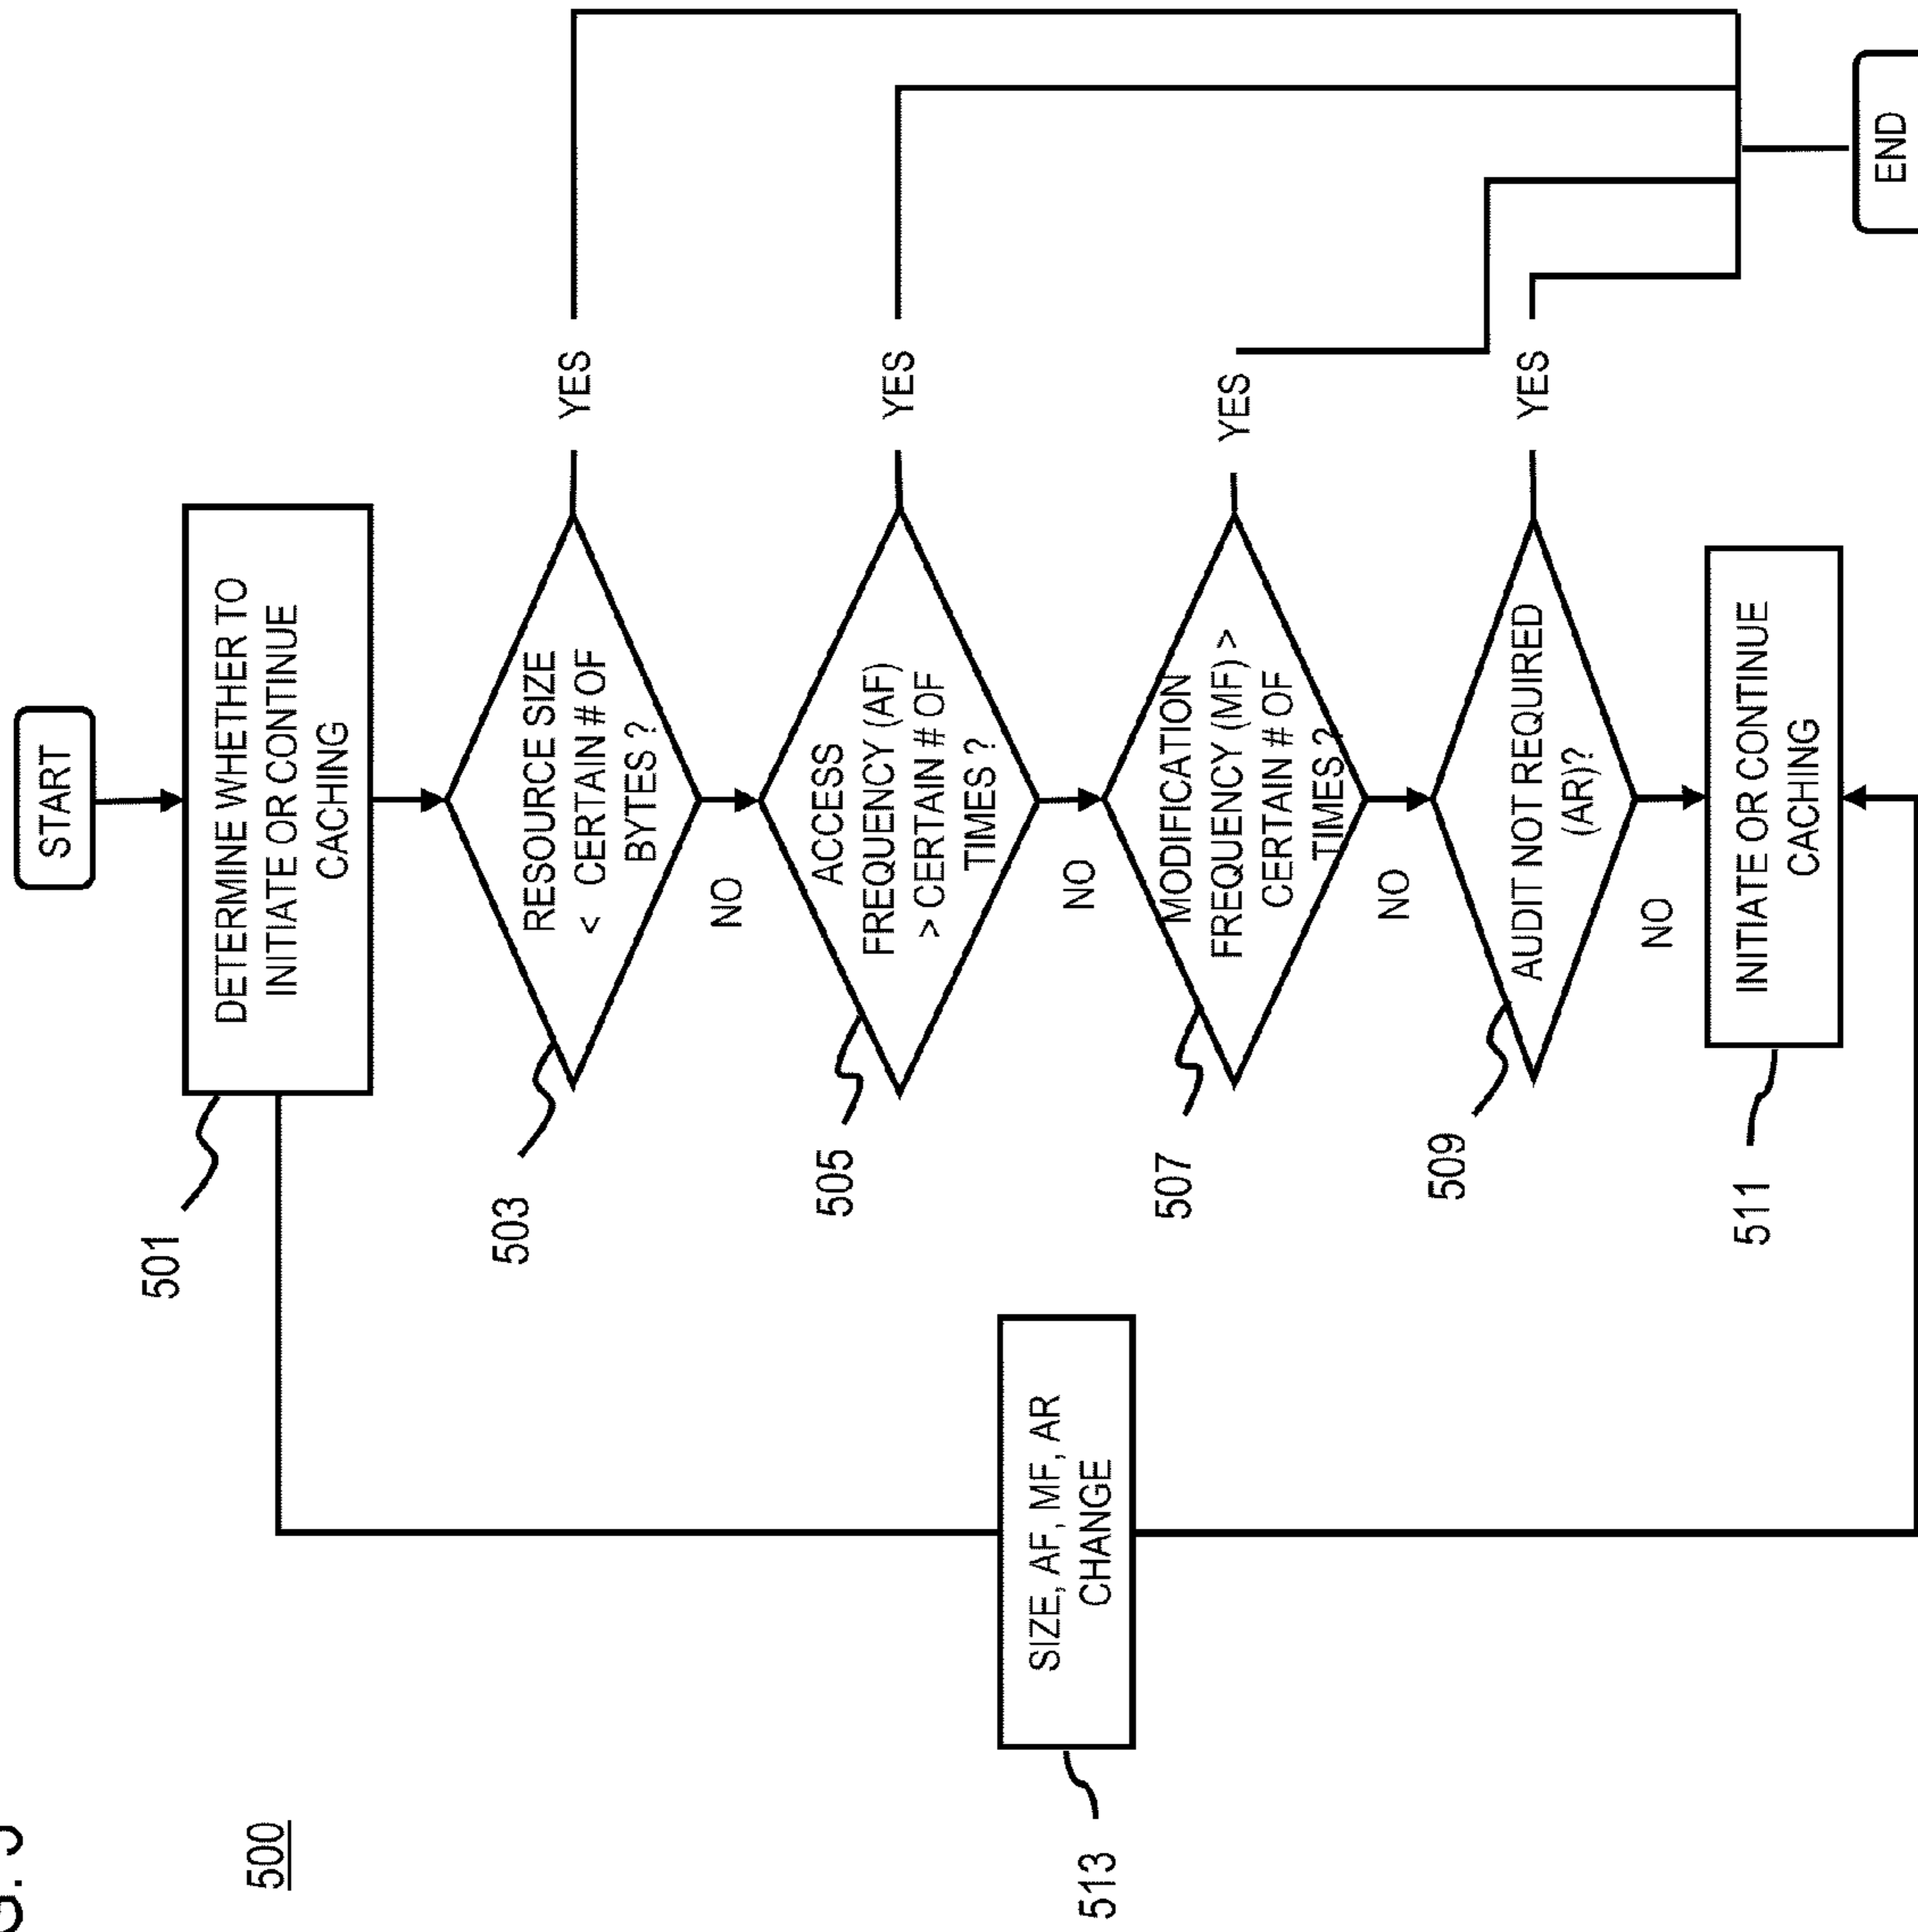 500
START
DETERMINE WHETHER TO
INITIATE OR CONTINUE
CACHING
501
RESOURCE SIZE
< CERTAIN # OF
BYTES ?
503
YES
NO
ACCESS
FREQUENCY (AF)
> CERTAIN # OF
TIMES ?
505
YES
NO
MODIFICATION
FREQUENCY (MF) >
CERTAIN # OF
TIMES ?
507
YES
NO
AUDIT NOT REQUIRED
(AR)?
509
YES
NO
INITIATE OR CONTINUE
CACHING
511
SIZE, AF, MF, AR
CHANGE
513
END